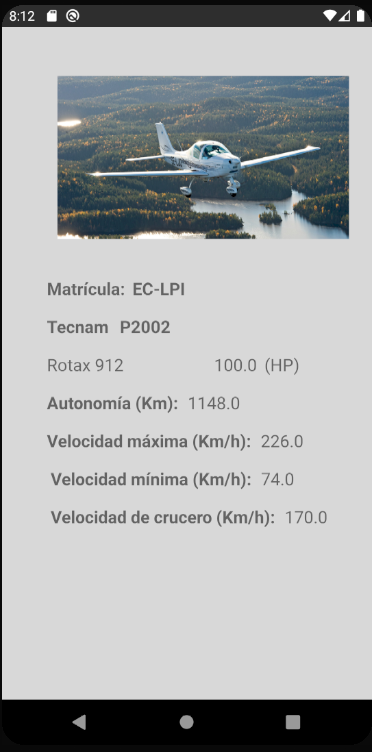 8:12
Matrícula: EC-LPI
Tecnam P2002
Rotax 912 100.0 (HP)
Autonomía (Km): 1148.0
Velocidad máxima (Km/h): 226.0
Velocidad mínima (Km/h): 74.0
Velocidad de crucero (Km/h): 170.0